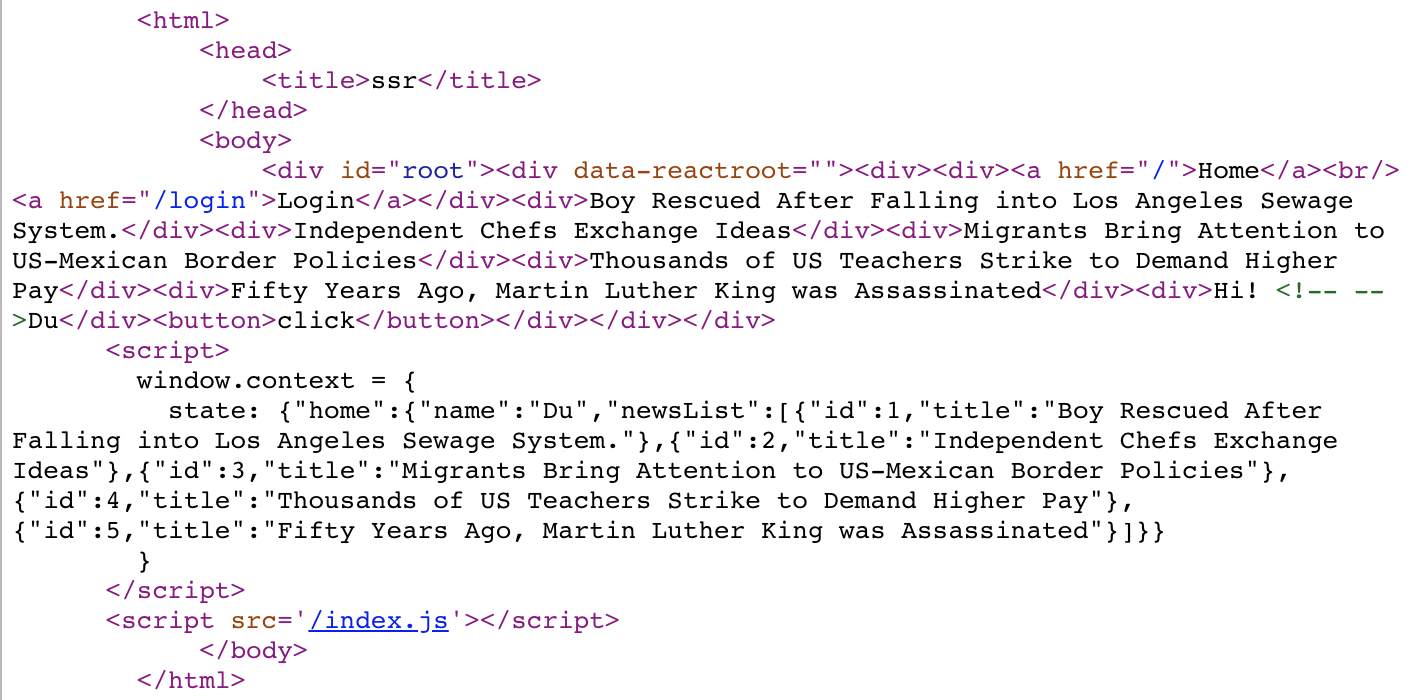 <html>
<head>
<title>ssr</title>
</head>
<body>
<div id="root"><div data-reactroot=""><div><div><a href="/">Home</a><br/>
<a href="/login">Login</a></div><div>Boy Rescued After Falling into Los Angeles Sewage
System.</div><div>Independent Chefs Exchange Ideas</div><div>Migrants Bring Attention to
US-Mexican Border Policies</div><div>Thousands of US Teachers Strike to Demand Higher
Pay</div><div>Fifty Years Ago, Martin Luther King was Assassinated</div><div>Hi! <!-- --
>Du</div><button>click</button></div></div></div>
<script>
window.context = {
state: {"home":{"name":"Du","newsList":[{"id":1,"title":"Boy Rescued After
Falling into Los Angeles Sewage System."},{"id":2,"title":"Independent Chefs Exchange
Ideas"},{"id":3,"title":"Migrants Bring Attention to US-Mexican Border Policies"},
{"id":4,"title":"Thousands of US Teachers Strike to Demand Higher Pay"},
{"id":5,"title":"Fifty Years Ago, Martin Luther King was Assassinated"}]}}
}
</script>
<script src='/index.js'></script>
</body>
</html>